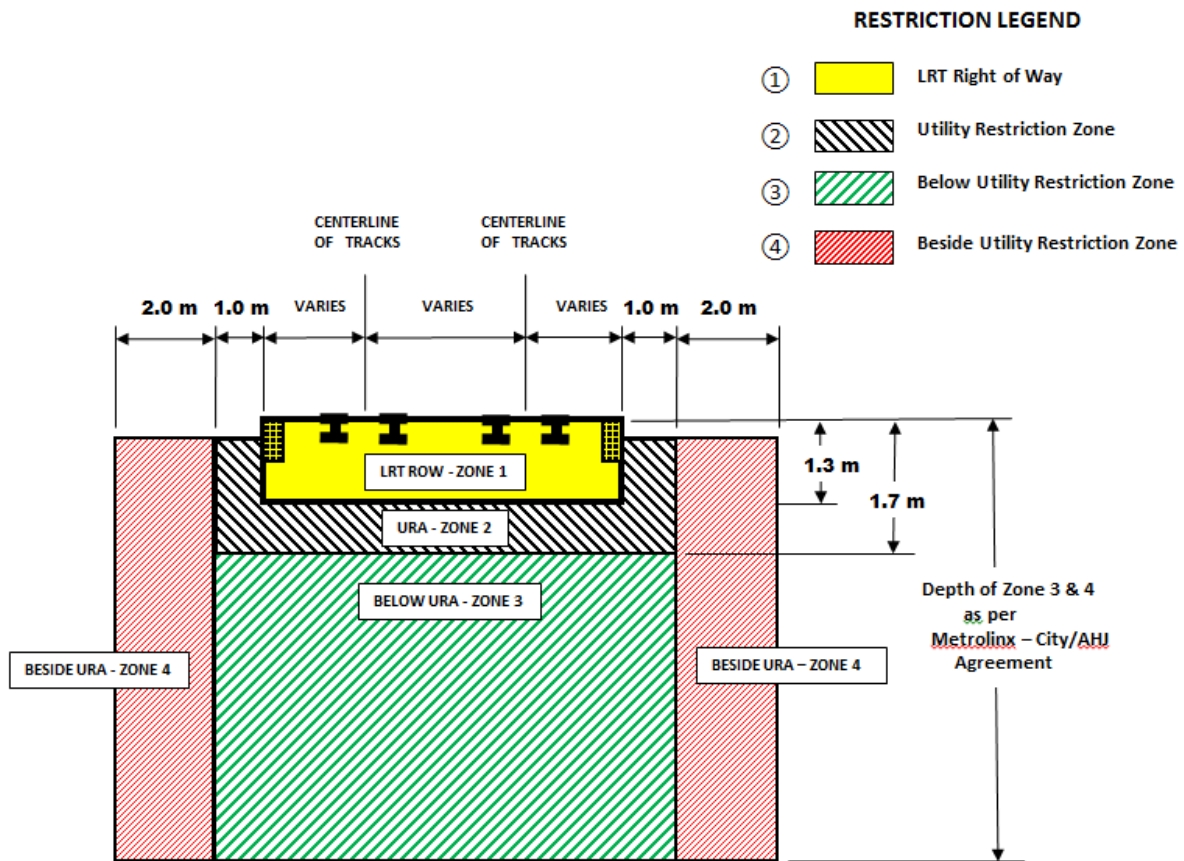 RESTRICTION LEGEND
① LRT Right of Way
② Utility Restriction Zone
③ Below Utility Restriction Zone
④ Beside Utility Restriction Zone
CENTERLINE
OF TRACKS
CENTERLINE
OF TRACKS
2.0 m 1.0 m VARIES VARIES VARIES 1.0 m 2.0 m
LRT ROW - ZONE 1
1.3 m
1.7 m
URA - ZONE 2
BELOW URA - ZONE 3
Depth of Zone 3 & 4
as per
Metrolinx – City/AHJ
Agreement
BESIDE URA - ZONE 4
BESIDE URA – ZONE 4